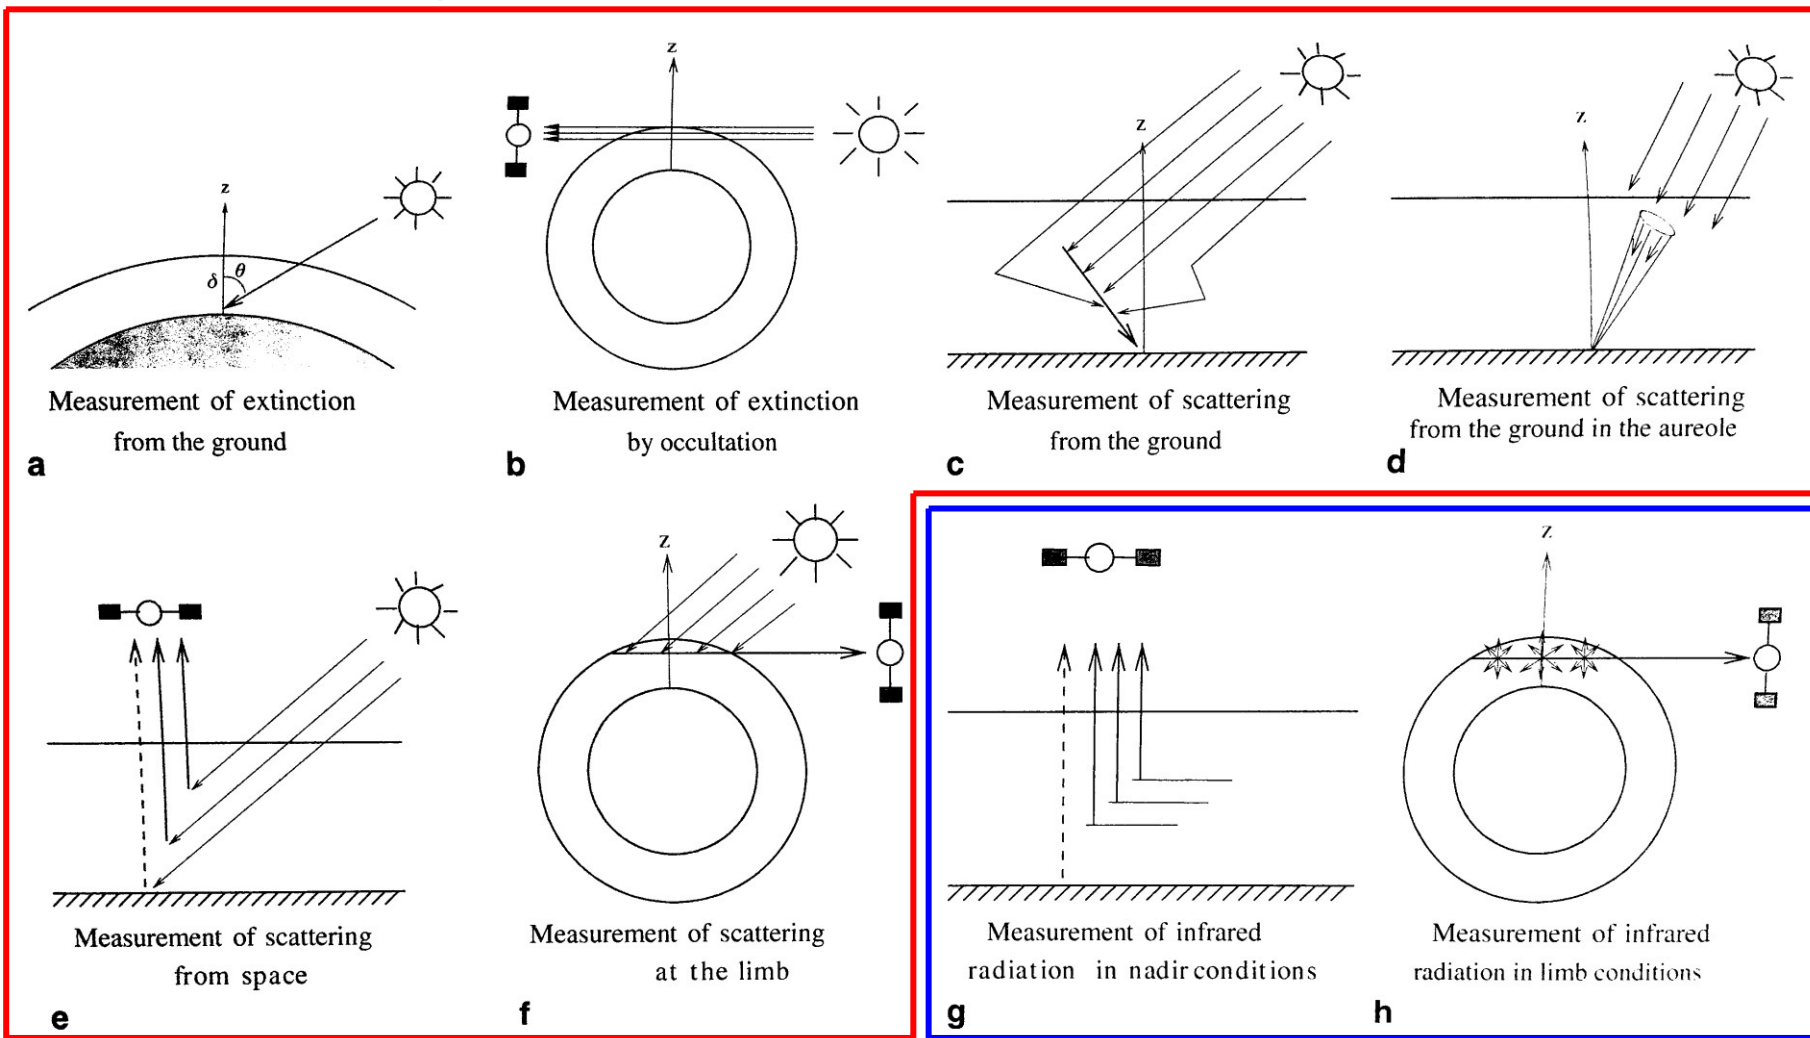 z
δ θ
Measurement of extinction
from the ground
a
z
Measurement of extinction
by occultation
b
z
Measurement of scattering
from the ground
c
z
Measurement of scattering
from the ground in the aureole
d
Measurement of scattering
from space
e
z
Measurement of scattering
at the limb
f
Measurement of infrared
radiation in nadir conditions
g
z
Measurement of infrared
radiation in limb conditions
h